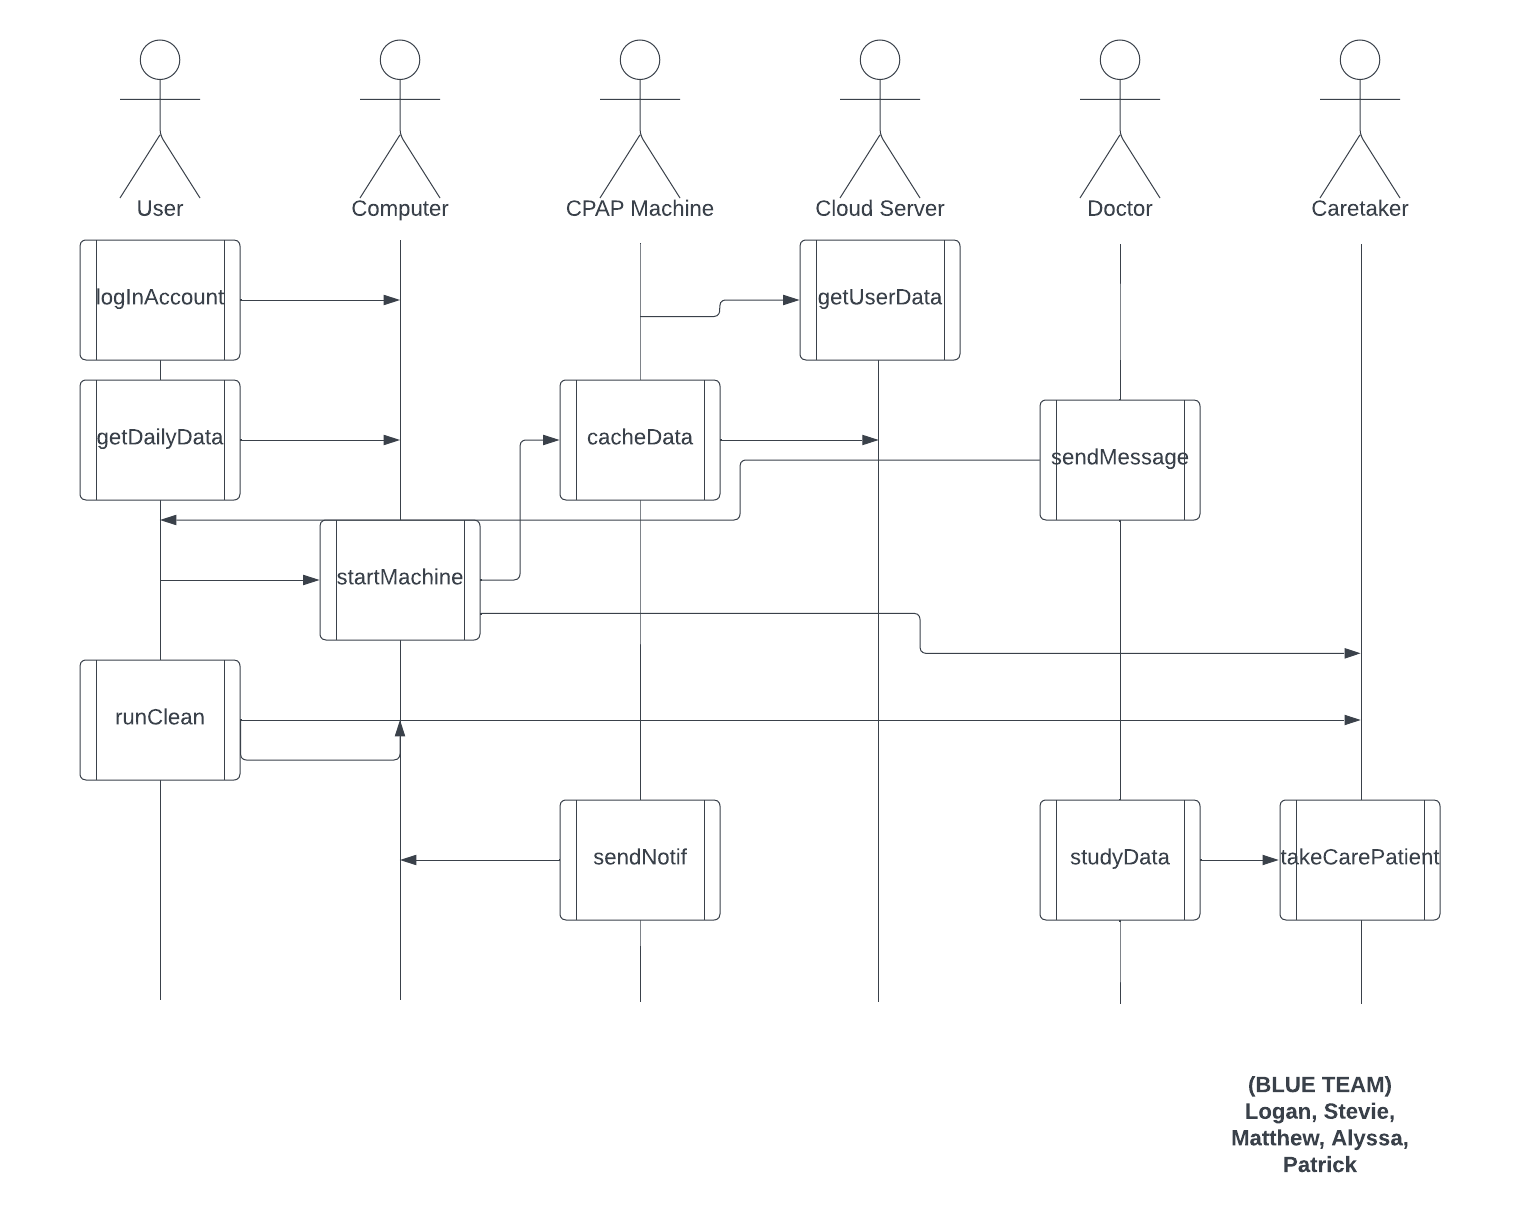 User
Computer
CPAP Machine
Cloud Server
Doctor
Caretaker
logInAccount
getUserData
getDailyData
cacheData
sendMessage
startMachine
runClean
sendNotif
studyData
takeCarePatient
(BLUE TEAM)
Logan, Stevie,
Matthew, Alyssa,
Patrick